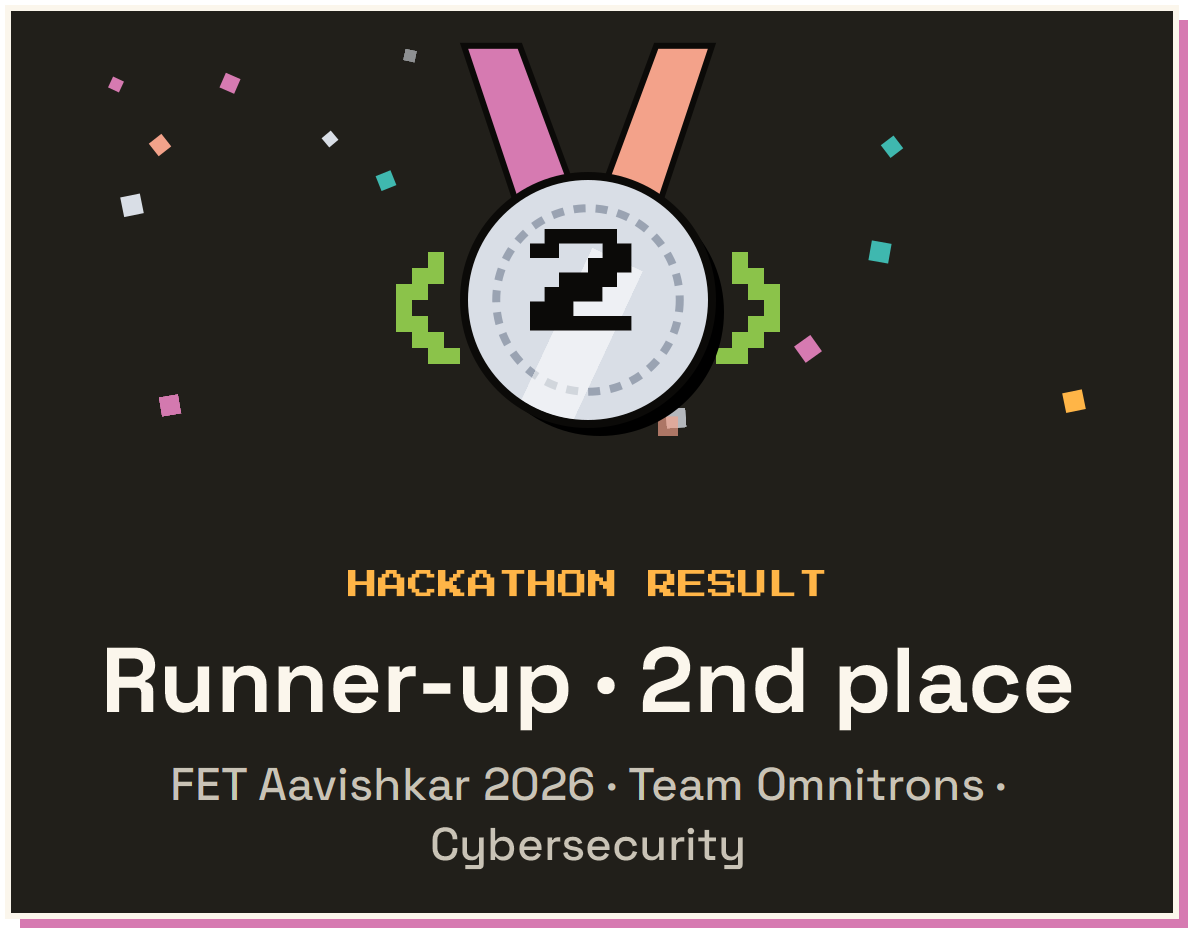 2
HACKATHON RESULT
Runner-up · 2nd place
FET Aavishkar 2026 · Team Omnitrons ·
Cybersecurity